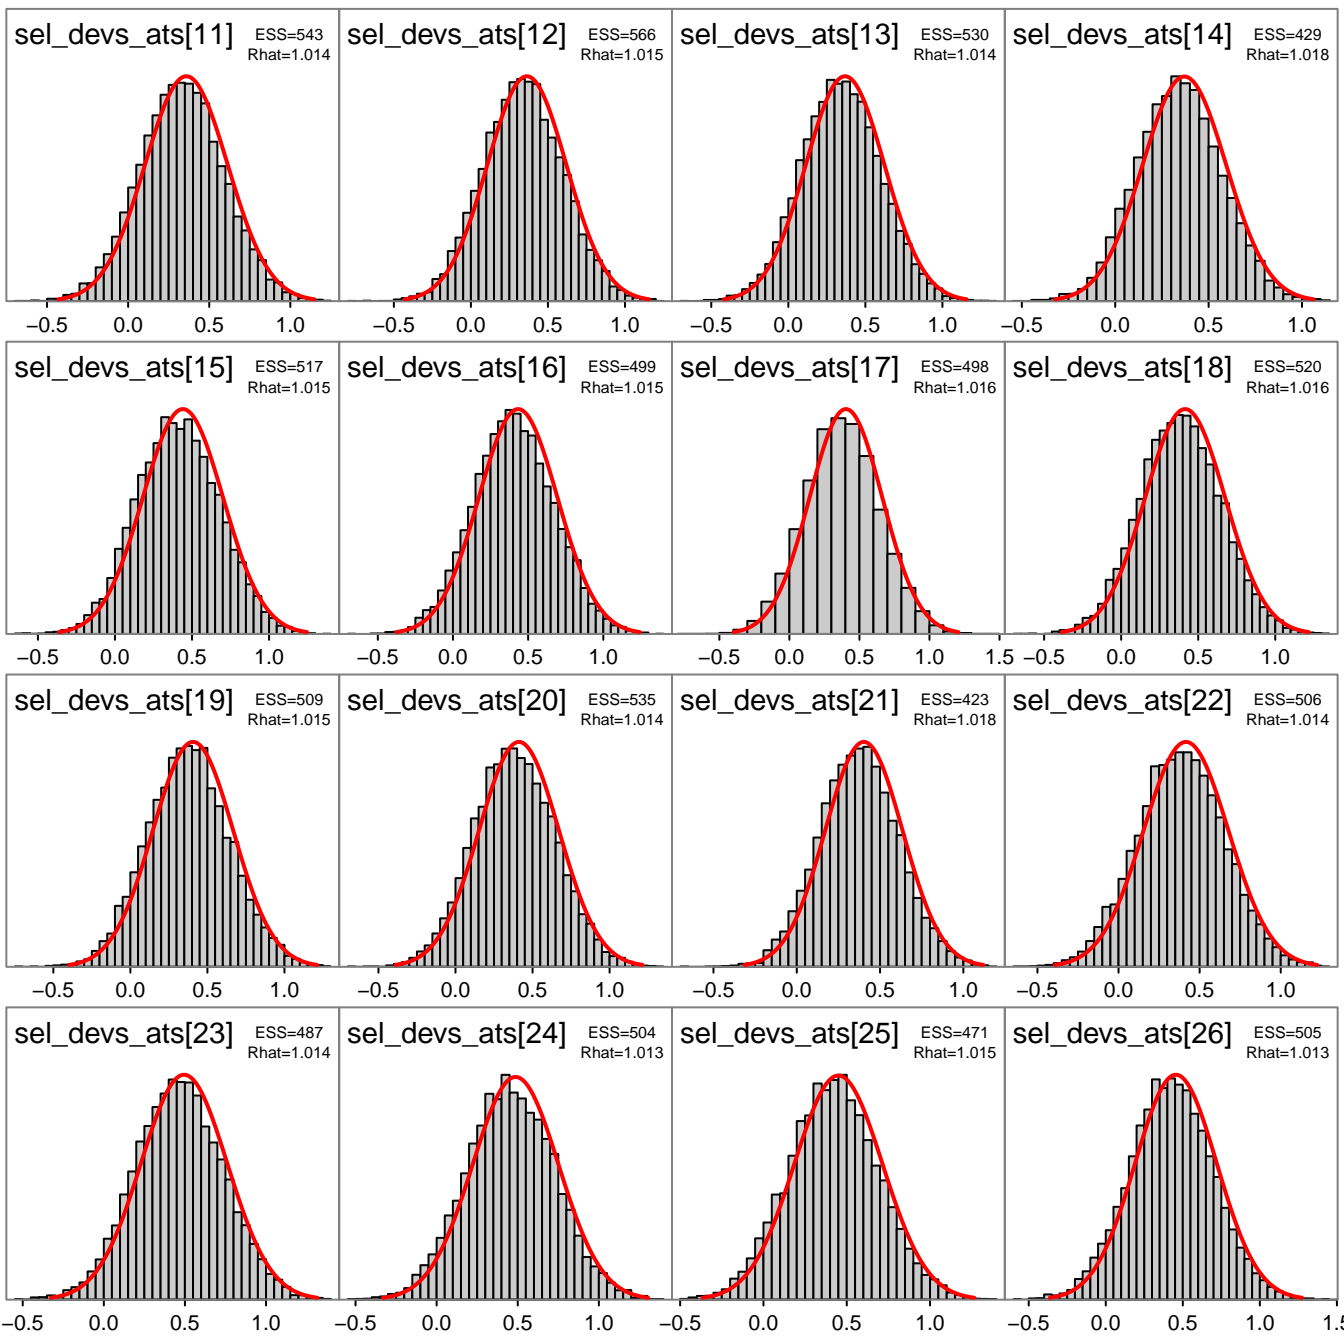 sel_devs_ats[11] ESS=543
Rhat=1.014
sel_devs_ats[12] ESS=566
Rhat=1.015
sel_devs_ats[13] ESS=530
Rhat=1.014
sel_devs_ats[14] ESS=429
Rhat=1.018
−0.5 0.0 0.5 1.0
−0.5 0.0 0.5 1.0
−0.5 0.0 0.5 1.0
−0.5 0.0 0.5 1.0
sel_devs_ats[15] ESS=517
Rhat=1.015
sel_devs_ats[16] ESS=499
Rhat=1.015
sel_devs_ats[17] ESS=498
Rhat=1.016
sel_devs_ats[18] ESS=520
Rhat=1.016
−0.5 0.0 0.5 1.0
−0.5 0.0 0.5 1.0
−0.5 0.0 0.5 1.0 1.5
−0.5 0.0 0.5 1.0
sel_devs_ats[19] ESS=509
Rhat=1.015
sel_devs_ats[20] ESS=535
Rhat=1.014
sel_devs_ats[21] ESS=423
Rhat=1.018
sel_devs_ats[22] ESS=506
Rhat=1.014
−0.5 0.0 0.5 1.0
−0.5 0.0 0.5 1.0
−0.5 0.0 0.5 1.0
−0.5 0.0 0.5 1.0
sel_devs_ats[23] ESS=487
Rhat=1.014
sel_devs_ats[24] ESS=504
Rhat=1.013
sel_devs_ats[25] ESS=471
Rhat=1.015
sel_devs_ats[26] ESS=505
Rhat=1.013
−0.5 0.0 0.5 1.0
−0.5 0.0 0.5 1.0
−0.5 0.0 0.5 1.0
−0.5 0.0 0.5 1.0